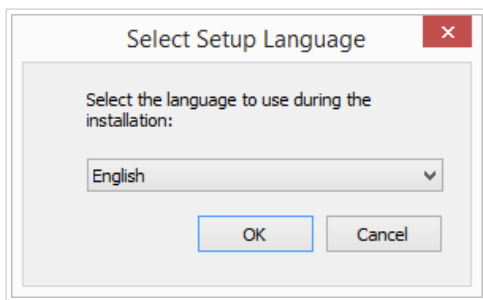 Select Setup Language
Select the language to use during the
installation:
English
OK
Cancel